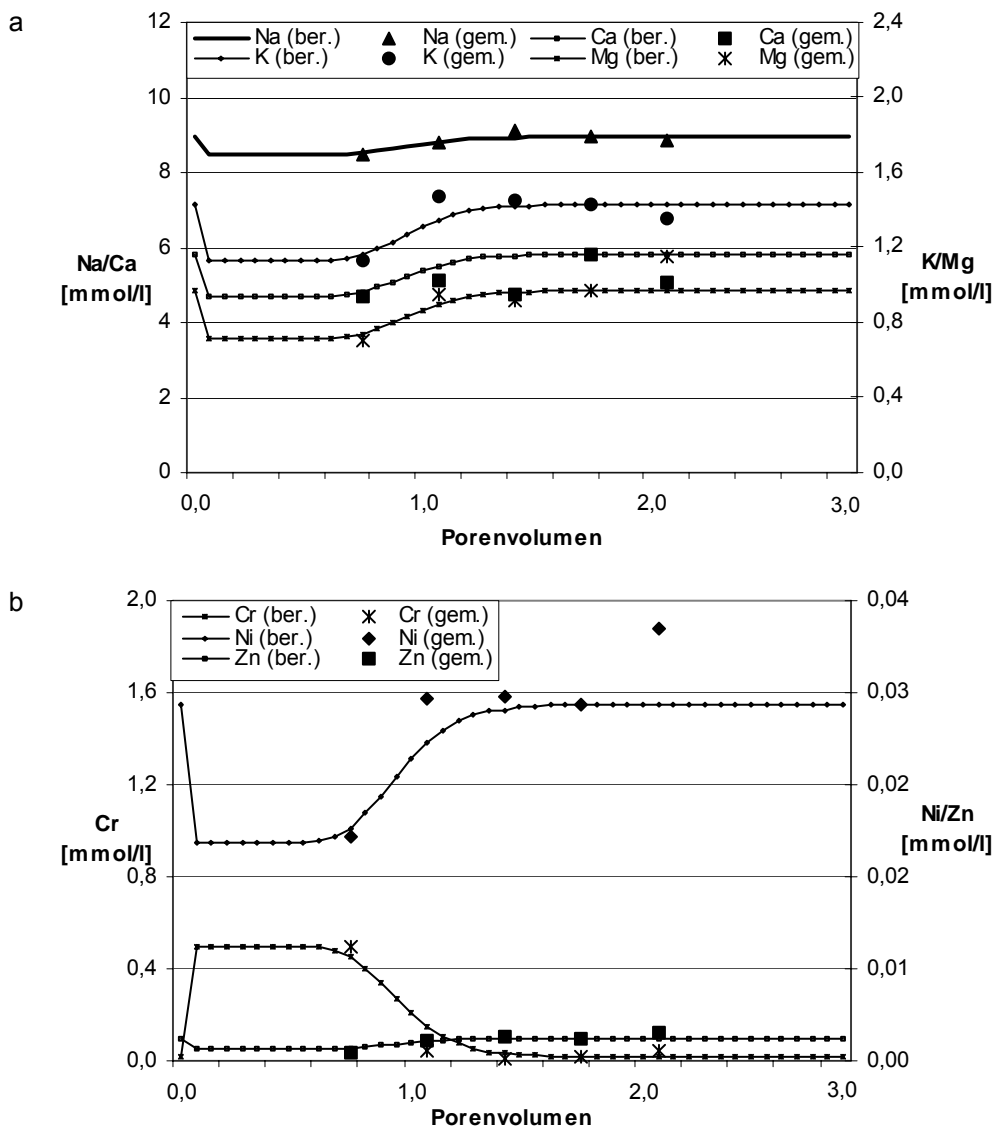 a
Na (ber.) Na (gem.) Ca (ber.) Ca (gem.)
K (ber.) K (gem.) Mg (ber.) Mg (gem.)
12
10
8
6
4
2
0
Na/Ca
[mmol/l]
2,4
2,0
1,6
1,2
0,8
0,4
0,0
K/Mg
[mmol/l]
0,0 1,0 2,0 3,0
Porenvolumen
b
Cr (ber.) Cr (gem.)
Ni (ber.) Ni (gem.)
Zn (ber.) Zn (gem.)
2,0
1,6
1,2
0,8
0,4
0,0
Cr
[mmol/l]
0,04
0,03
0,02
0,02
0,01
0,00
Ni/Zn
[mmol/l]
0,0 1,0 2,0 3,0
Porenvolumen